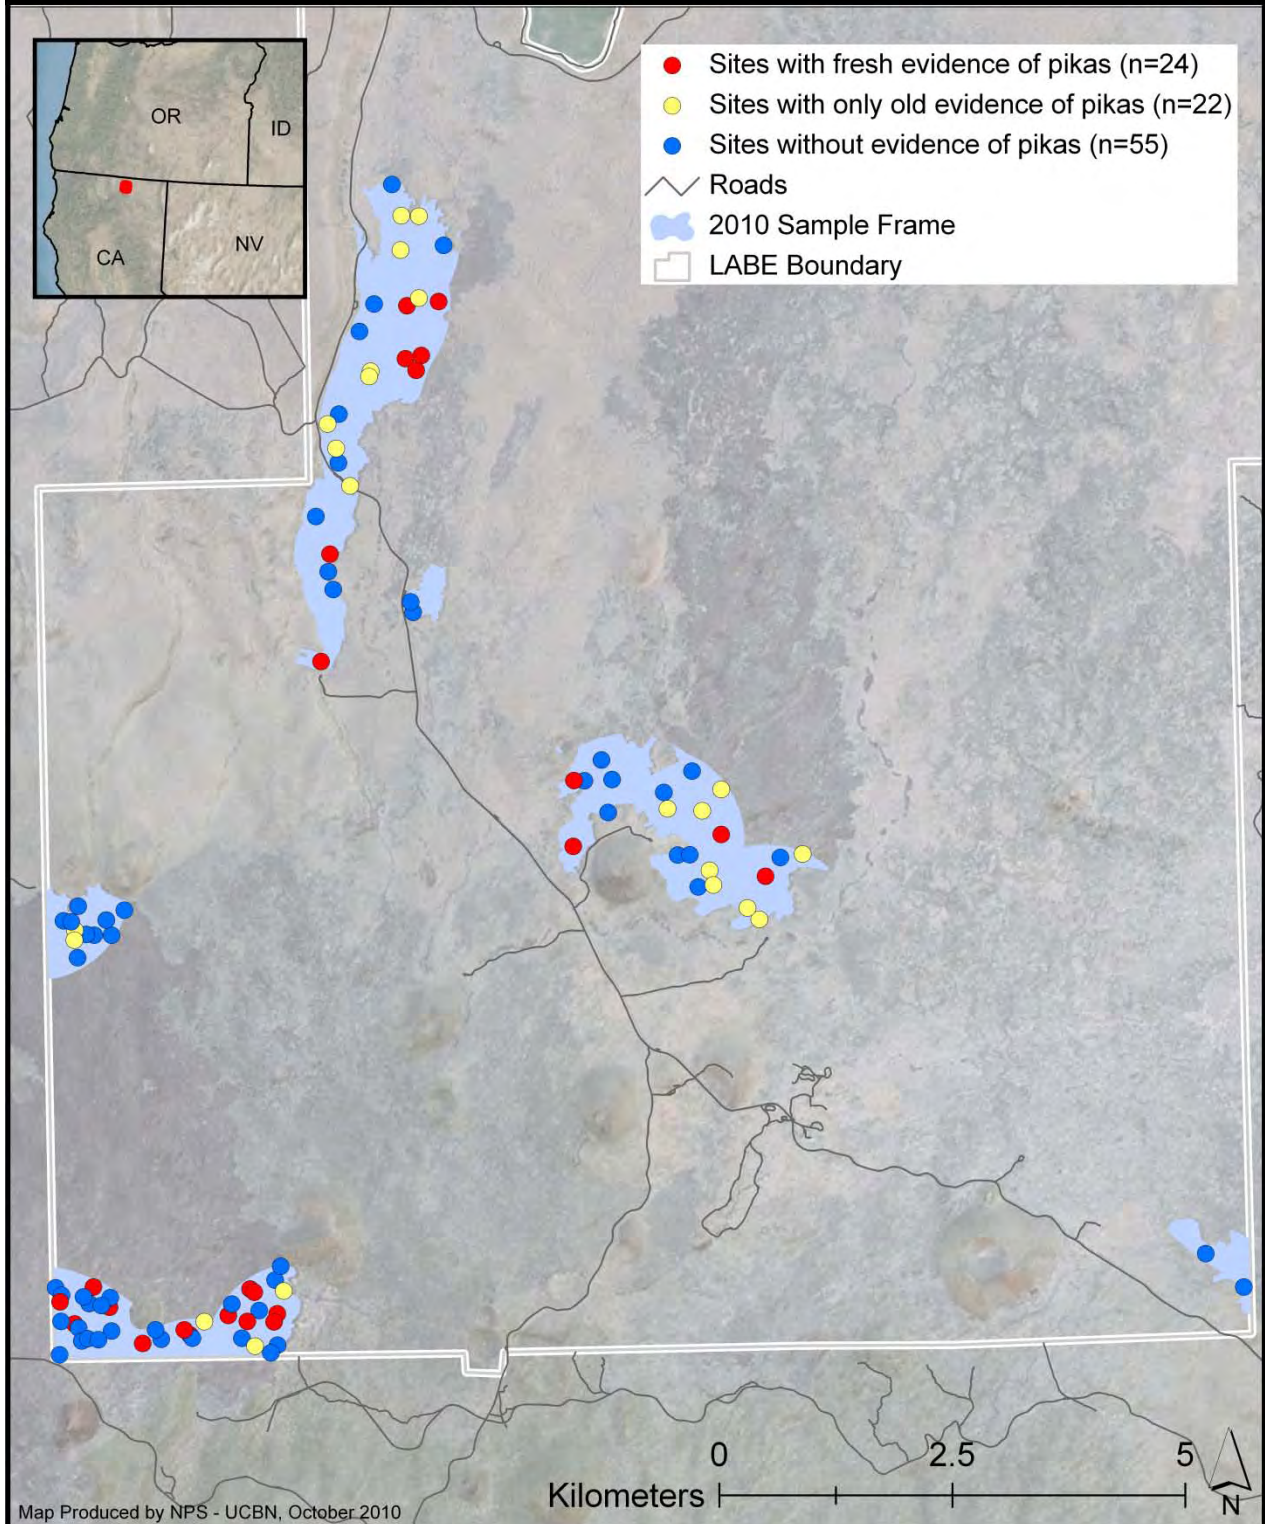 OR
ID
CA
NV
Sites with fresh evidence of pikas (n=24)
Sites with only old evidence of pikas (n=22)
Sites without evidence of pikas (n=55)
Roads
2010 Sample Frame
LABE Boundary
0 2.5 5
Kilometers
N
Map Produced by NPS - UCBN, October 2010